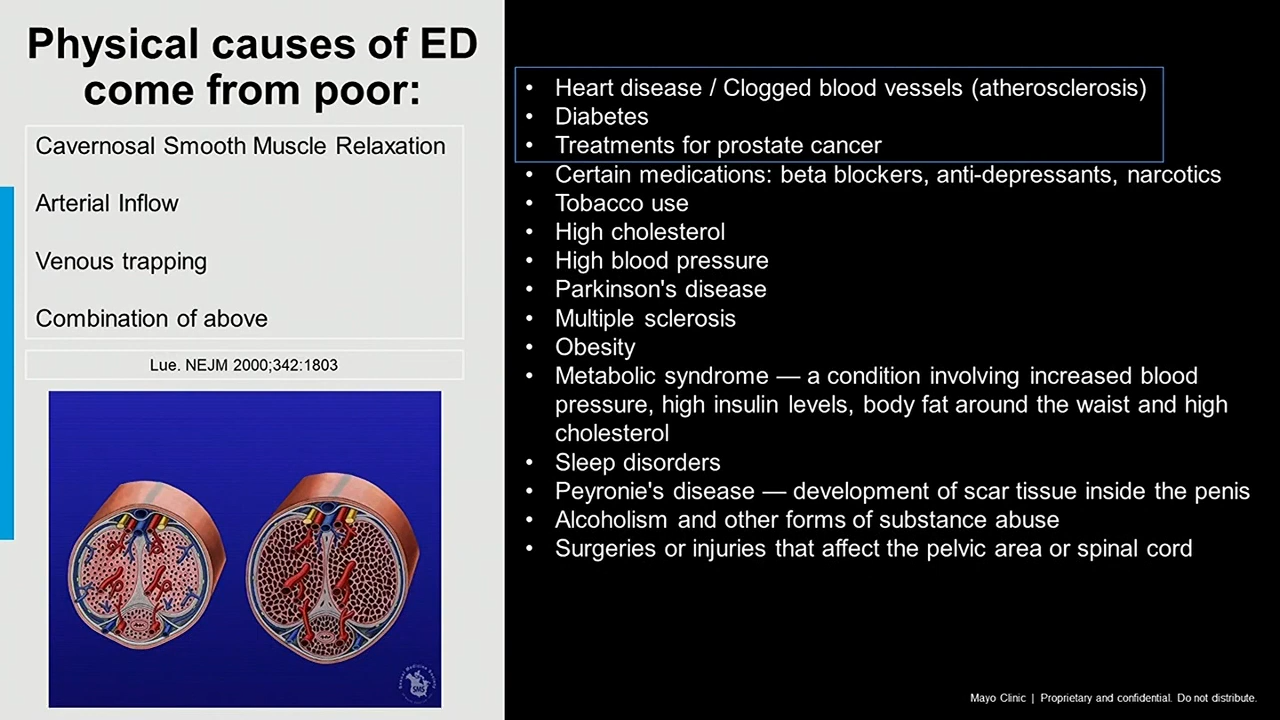 Physical causes of ED
come from poor:
Cavernosal Smooth Muscle Relaxation
Arterial Inflow
Venous trapping
Combination of above
Lue. NEJM 2000;342:1803
• Heart disease / Clogged blood vessels (atherosclerosis)
• Diabetes
• Treatments for prostate cancer
• Certain medications: beta blockers, anti-depressants, narcotics
• Tobacco use
• High cholesterol
• High blood pressure
• Parkinson's disease
• Multiple sclerosis
• Obesity
• Metabolic syndrome — a condition involving increased blood
pressure, high insulin levels, body fat around the waist and high
cholesterol
• Sleep disorders
• Peyronie's disease — development of scar tissue inside the penis
• Alcoholism and other forms of substance abuse
• Surgeries or injuries that affect the pelvic area or spinal cord
Mayo Clinic | Proprietary and confidential. Do not distribute.